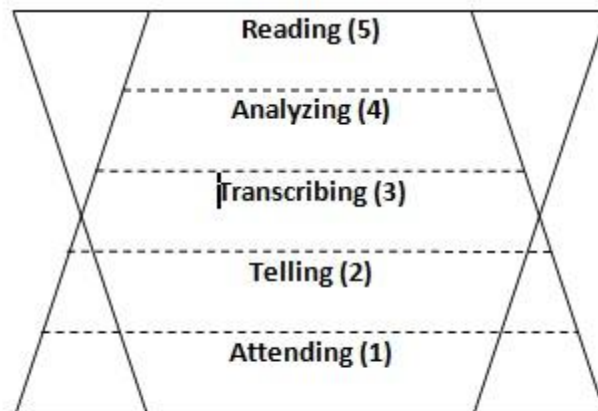 Reading (5)
Analyzing (4)
Transcribing (3)
Telling (2)
Attending (1)